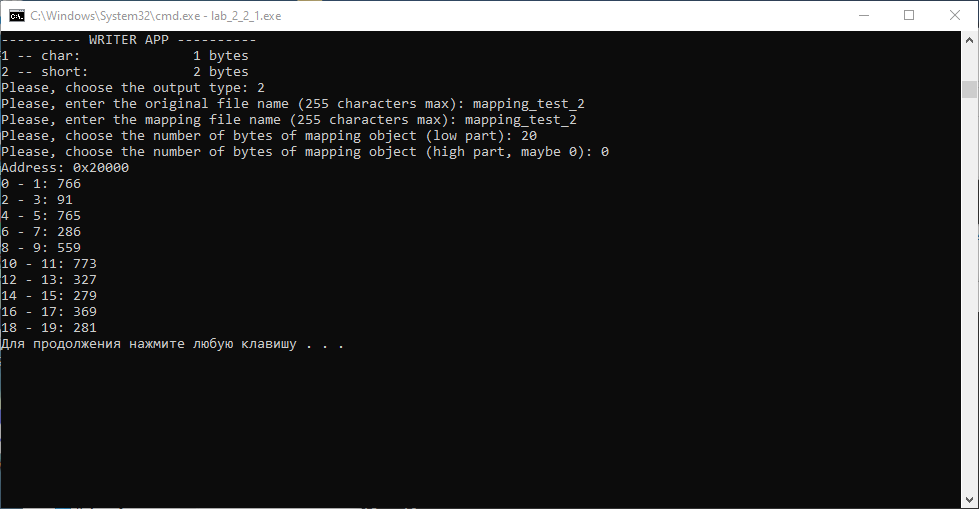 C:\Windows\System32\cmd.exe - lab_2_2_1.exe
---------- WRITER APP ----------
1 -- char:              1 bytes
2 -- short:             2 bytes
Please, choose the output type: 2
Please, enter the original file name (255 characters max): mapping_test_2
Please, enter the mapping file name (255 characters max): mapping_test_2
Please, choose the number of bytes of mapping object (low part): 20
Please, choose the number of bytes of mapping object (high part, maybe 0): 0
Address: 0x20000
0 - 1: 766
2 - 3: 91
4 - 5: 765
6 - 7: 286
8 - 9: 559
10 - 11: 773
12 - 13: 327
14 - 15: 279
16 - 17: 369
18 - 19: 281
Для продолжения нажмите любую клавишу . . .